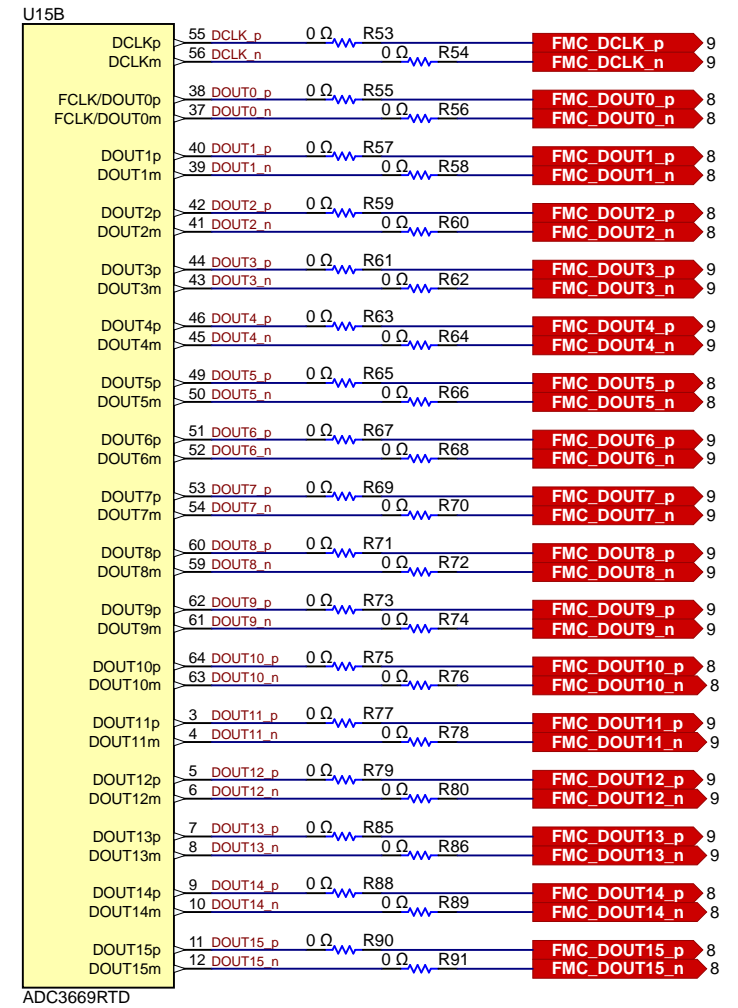 U15B
DCLKp 55 DCLK_p 0 Ω R53 FMC_DCLK_p 9
DCLKm 56 DCLK_n 0 Ω R54 FMC_DCLK_n 9
FCLK/DOUT0p 38 DOUT0_p 0 Ω R55 FMC_DOUT0_p 8
FCLK/DOUT0m 37 DOUT0_n 0 Ω R56 FMC_DOUT0_n 8
DOUT1p 40 DOUT1_p 0 Ω R57 FMC_DOUT1_p 8
DOUT1m 39 DOUT1_n 0 Ω R58 FMC_DOUT1_n 8
DOUT2p 42 DOUT2_p 0 Ω R59 FMC_DOUT2_p 8
DOUT2m 41 DOUT2_n 0 Ω R60 FMC_DOUT2_n 8
DOUT3p 44 DOUT3_p 0 Ω R61 FMC_DOUT3_p 9
DOUT3m 43 DOUT3_n 0 Ω R62 FMC_DOUT3_n 9
DOUT4p 46 DOUT4_p 0 Ω R63 FMC_DOUT4_p 9
DOUT4m 45 DOUT4_n 0 Ω R64 FMC_DOUT4_n 9
DOUT5p 49 DOUT5_p 0 Ω R65 FMC_DOUT5_p 8
DOUT5m 50 DOUT5_n 0 Ω R66 FMC_DOUT5_n 8
DOUT6p 51 DOUT6_p 0 Ω R67 FMC_DOUT6_p 9
DOUT6m 52 DOUT6_n 0 Ω R68 FMC_DOUT6_n 9
DOUT7p 53 DOUT7_p 0 Ω R69 FMC_DOUT7_p 9
DOUT7m 54 DOUT7_n 0 Ω R70 FMC_DOUT7_n 9
DOUT8p 60 DOUT8_p 0 Ω R71 FMC_DOUT8_p 9
DOUT8m 59 DOUT8_n 0 Ω R72 FMC_DOUT8_n 9
DOUT9p 62 DOUT9_p 0 Ω R73 FMC_DOUT9_p 9
DOUT9m 61 DOUT9_n 0 Ω R74 FMC_DOUT9_n 9
DOUT10p 64 DOUT10_p 0 Ω R75 FMC_DOUT10_p 8
DOUT10m 63 DOUT10_n 0 Ω R76 FMC_DOUT10_n 8
DOUT11p 3 DOUT11_p 0 Ω R77 FMC_DOUT11_p 9
DOUT11m 4 DOUT11_n 0 Ω R78 FMC_DOUT11_n 9
DOUT12p 5 DOUT12_p 0 Ω R79 FMC_DOUT12_p 9
DOUT12m 6 DOUT12_n 0 Ω R80 FMC_DOUT12_n 9
DOUT13p 7 DOUT13_p 0 Ω R85 FMC_DOUT13_p 9
DOUT13m 8 DOUT13_n 0 Ω R86 FMC_DOUT13_n 9
DOUT14p 9 DOUT14_p 0 Ω R88 FMC_DOUT14_p 8
DOUT14m 10 DOUT14_n 0 Ω R89 FMC_DOUT14_n 8
DOUT15p 11 DOUT15_p 0 Ω R90 FMC_DOUT15_p 8
DOUT15m 12 DOUT15_n 0 Ω R91 FMC_DOUT15_n 8
ADC3669RTD